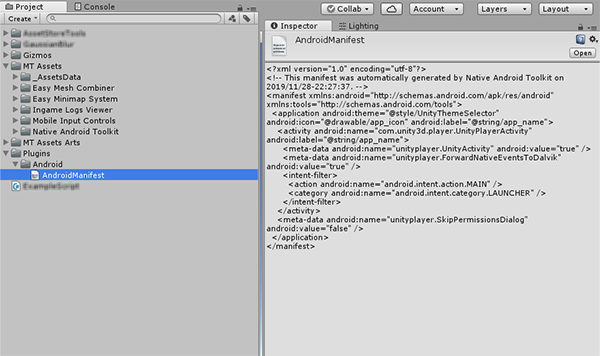 Project
Console
Create
Gizmos
MT Assets
_AssetsData
Easy Mesh Combiner
Easy Minimap System
Ingame Logs Viewer
Mobile Input Controls
Native Android Toolkit
MT Assets Arts
Plugins
Android
AndroidManifest
Collab
Account
Layers
Layout
Inspector
Lighting
AndroidManifest
Open
<?xml version="1.0" encoding="utf-8"?>
<!-- This manifest was automatically generated by Native Android Toolkit on
2019/11/28-22:27:37. -->
<manifest xmlns:android="http://schemas.android.com/apk/res/android"
xmlns:tools="http://schemas.android.com/tools">
<application android:theme="@style/UnityThemeSelector"
android:icon="@drawable/app_icon" android:label="@string/app_name">
<activity android:name="com.unity3d.player.UnityPlayerActivity"
android:label="@string/app_name">
<meta-data android:name="unityplayer.UnityActivity" android:value="true" />
<meta-data android:name="unityplayer.ForwardNativeEventsToDalvik"
android:value="true" />
<intent-filter>
<action android:name="android.intent.action.MAIN" />
<category android:name="android.intent.category.LAUNCHER" />
</intent-filter>
</activity>
<meta-data android:name="unityplayer.SkipPermissionsDialog"
android:value="false" />
</application>
</manifest>